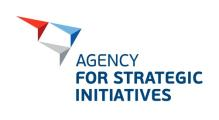 AGENCY
FOR STRATEGIC
INITIATIVES